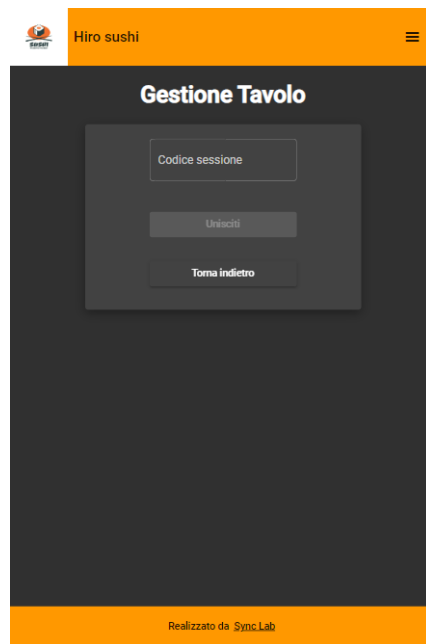 Hiro sushi
Gestione Tavolo
Codice sessione
Unisciti
Torna indietro
Realizzato da Sync Lab